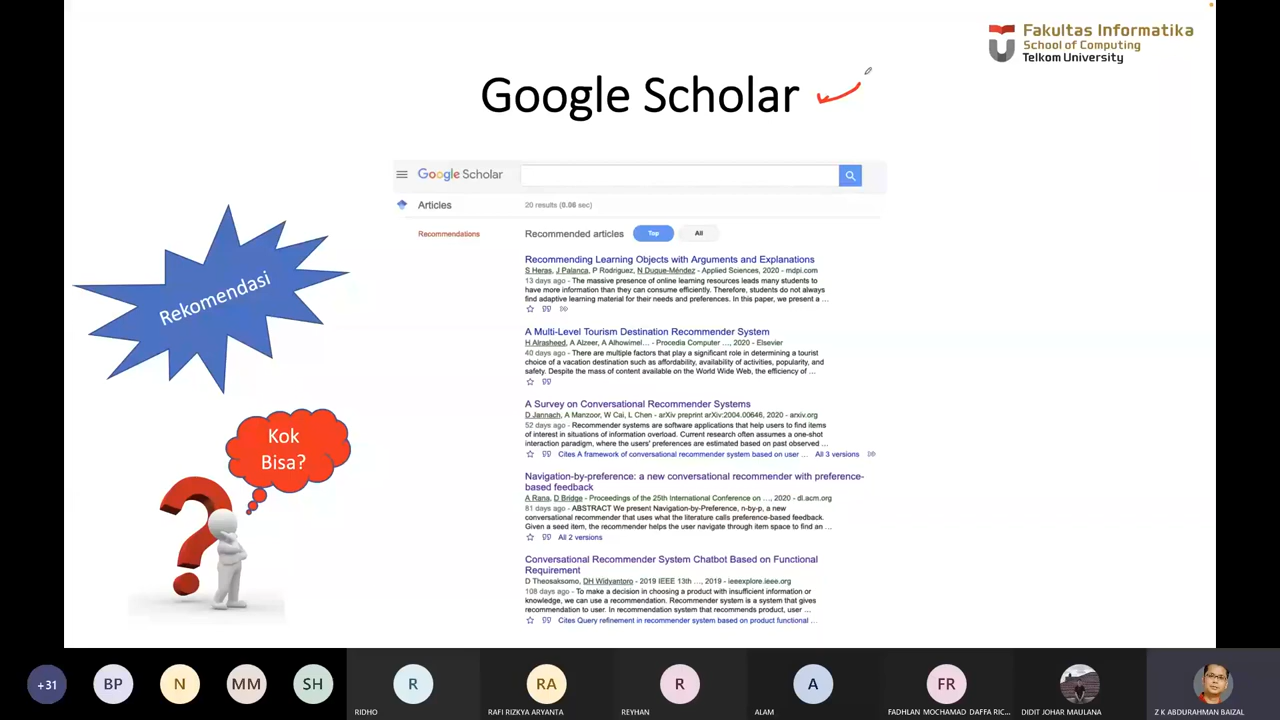 Fakultas Informatika
School of Computing
Telkom University
Google Scholar
Google Scholar
Articles
20 results (0.06 sec)
Recommendations
Recommended articles
Top
All
Recommending Learning Objects with Arguments and Explanations
S Heras, J Palanca, P Rodriguez, N Duque-Méndez - Applied Sciences, 2020 - mdpi.com
13 days ago - The massive presence of online learning resources leads many students to
have more information than they can consume efficiently. Therefore, students do not always
find adaptive learning material for their needs and preferences. In this paper, we present a ...
A Multi-Level Tourism Destination Recommender System
H Alrasheed, A Alzeer, A Alhowimel... - Procedia Computer ..., 2020 - Elsevier
40 days ago - There are multiple factors that play a significant role in determining a tourist
choice of a vacation destination such as affordability, availability of activities, popularity, and
safety. Despite the mass of content available on the World Wide Web, the efficiency of ...
A Survey on Conversational Recommender Systems
D Jannach, A Manzoor, W Cai, L Chen - arXiv preprint arXiv:2004.00646, 2020 - arxiv.org
52 days ago - Recommender systems are software applications that help users to find items
of interest in situations of information overload. Current research often assumes a one-shot
interaction paradigm, where the users' preferences are estimated based on past observed ...
Cites A framework of conversational recommender system based on user ... All 3 versions
Navigation-by-preference: a new conversational recommender with preference-
based feedback
A Rana, D Bridge - Proceedings of the 25th International Conference on ..., 2020 - dl.acm.org
81 days ago - ABSTRACT We present Navigation-by-Preference, n-by-p, a new
conversational recommender that uses what the literature calls preference-based feedback.
Given a seed item, the recommender helps the user navigate through item space to find an ...
All 2 versions
Conversational Recommender System Chatbot Based on Functional
Requirement
D Theosaksomo, DH Widyantoro - 2019 IEEE 13th ..., 2019 - ieeexplore.ieee.org
108 days ago - To make a decision in choosing a product with insufficient information or
knowledge, we can use a recommendation. Recommender system is a system that gives
recommendation to user. In recommendation system that recommends product, user ...
Cites Query refinement in recommender system based on product functional ...
Rekomendasi
Kok
Bisa?
+31
BP
N
MM
SH
R
RIDHO
RA
RAFI RIZKYA ARYANTA
R
REYHAN
A
ALAM
FR
FADHLAN MOCHAMAD DAFFA RIC...
DIDIT JOHAR MAULANA
Z K ABDURAHMAN BAIZAL